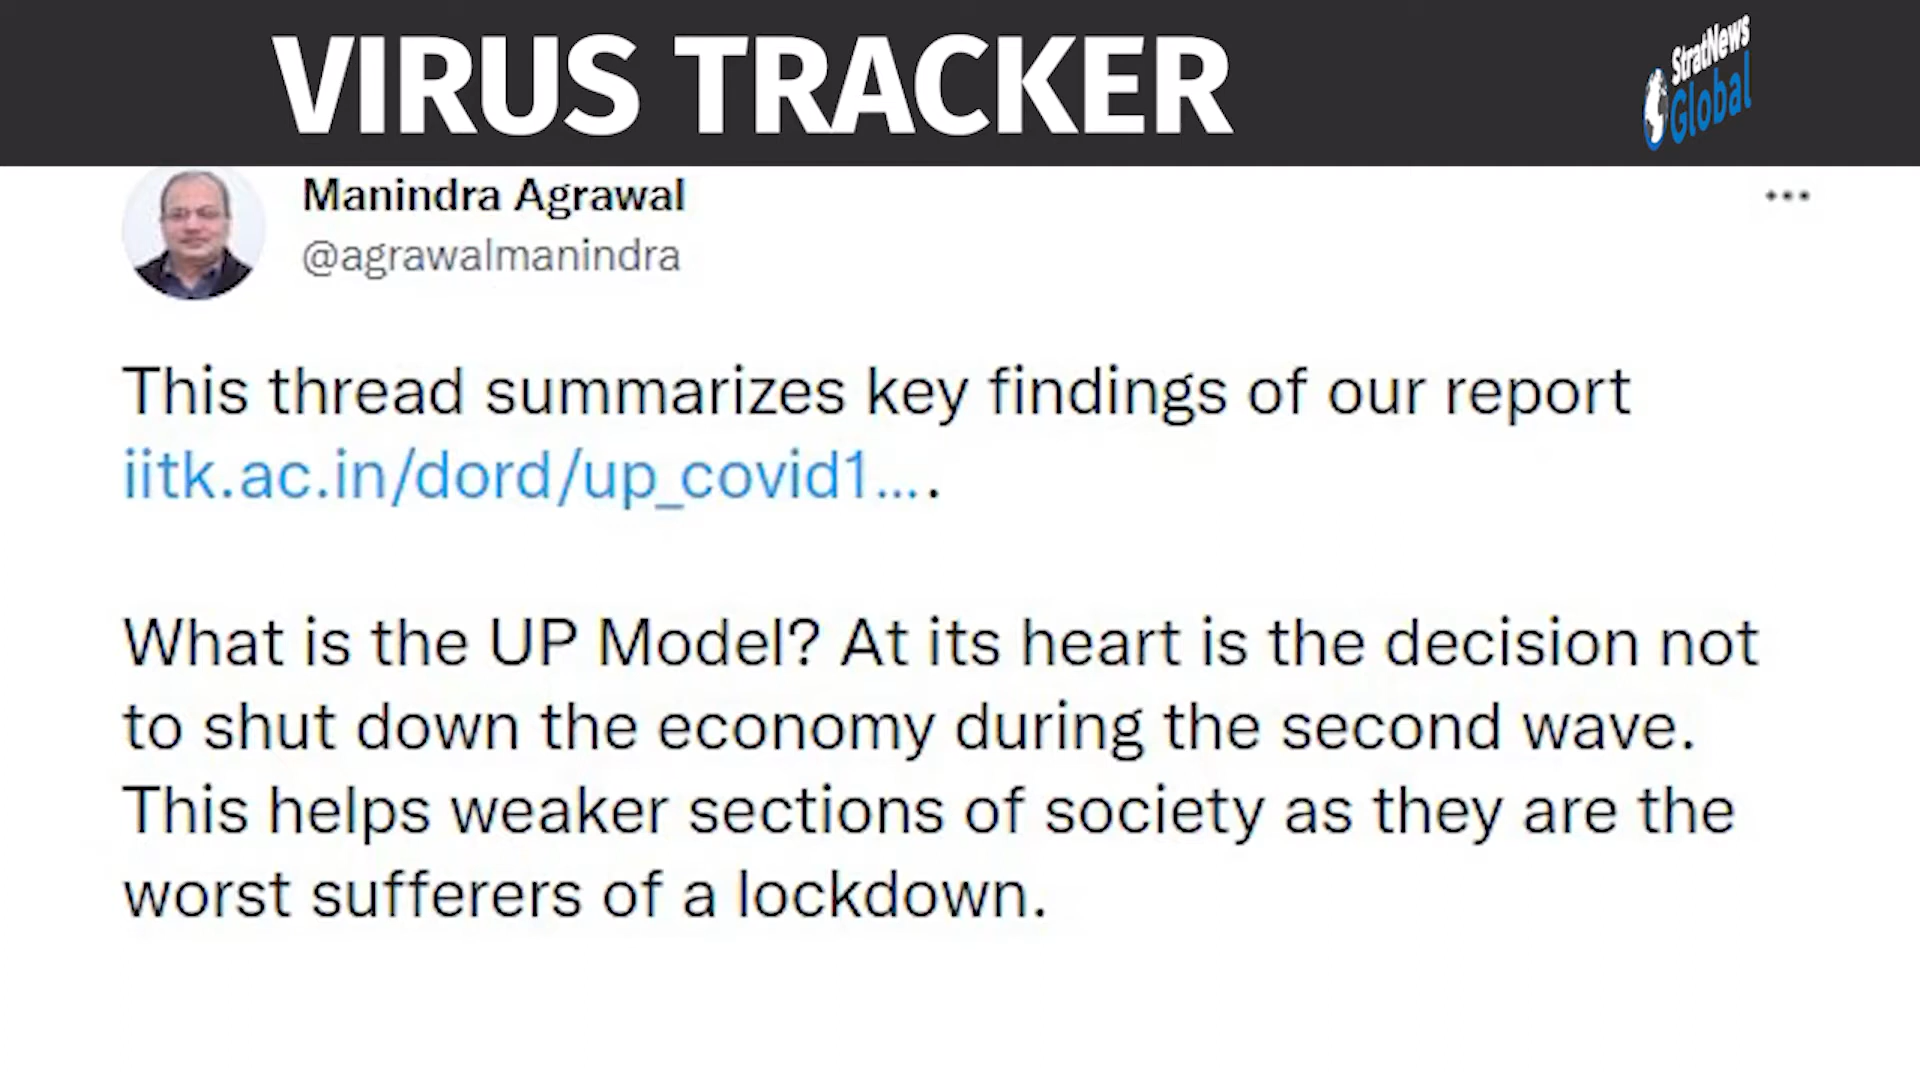 VIRUS TRACKER
StratNews
Global
Manindra Agrawal
@agrawalmanindra
This thread summarizes key findings of our report
iitk.ac.in/dord/up_covid1....
What is the UP Model? At its heart is the decision not
to shut down the economy during the second wave.
This helps weaker sections of society as they are the
worst sufferers of a lockdown.